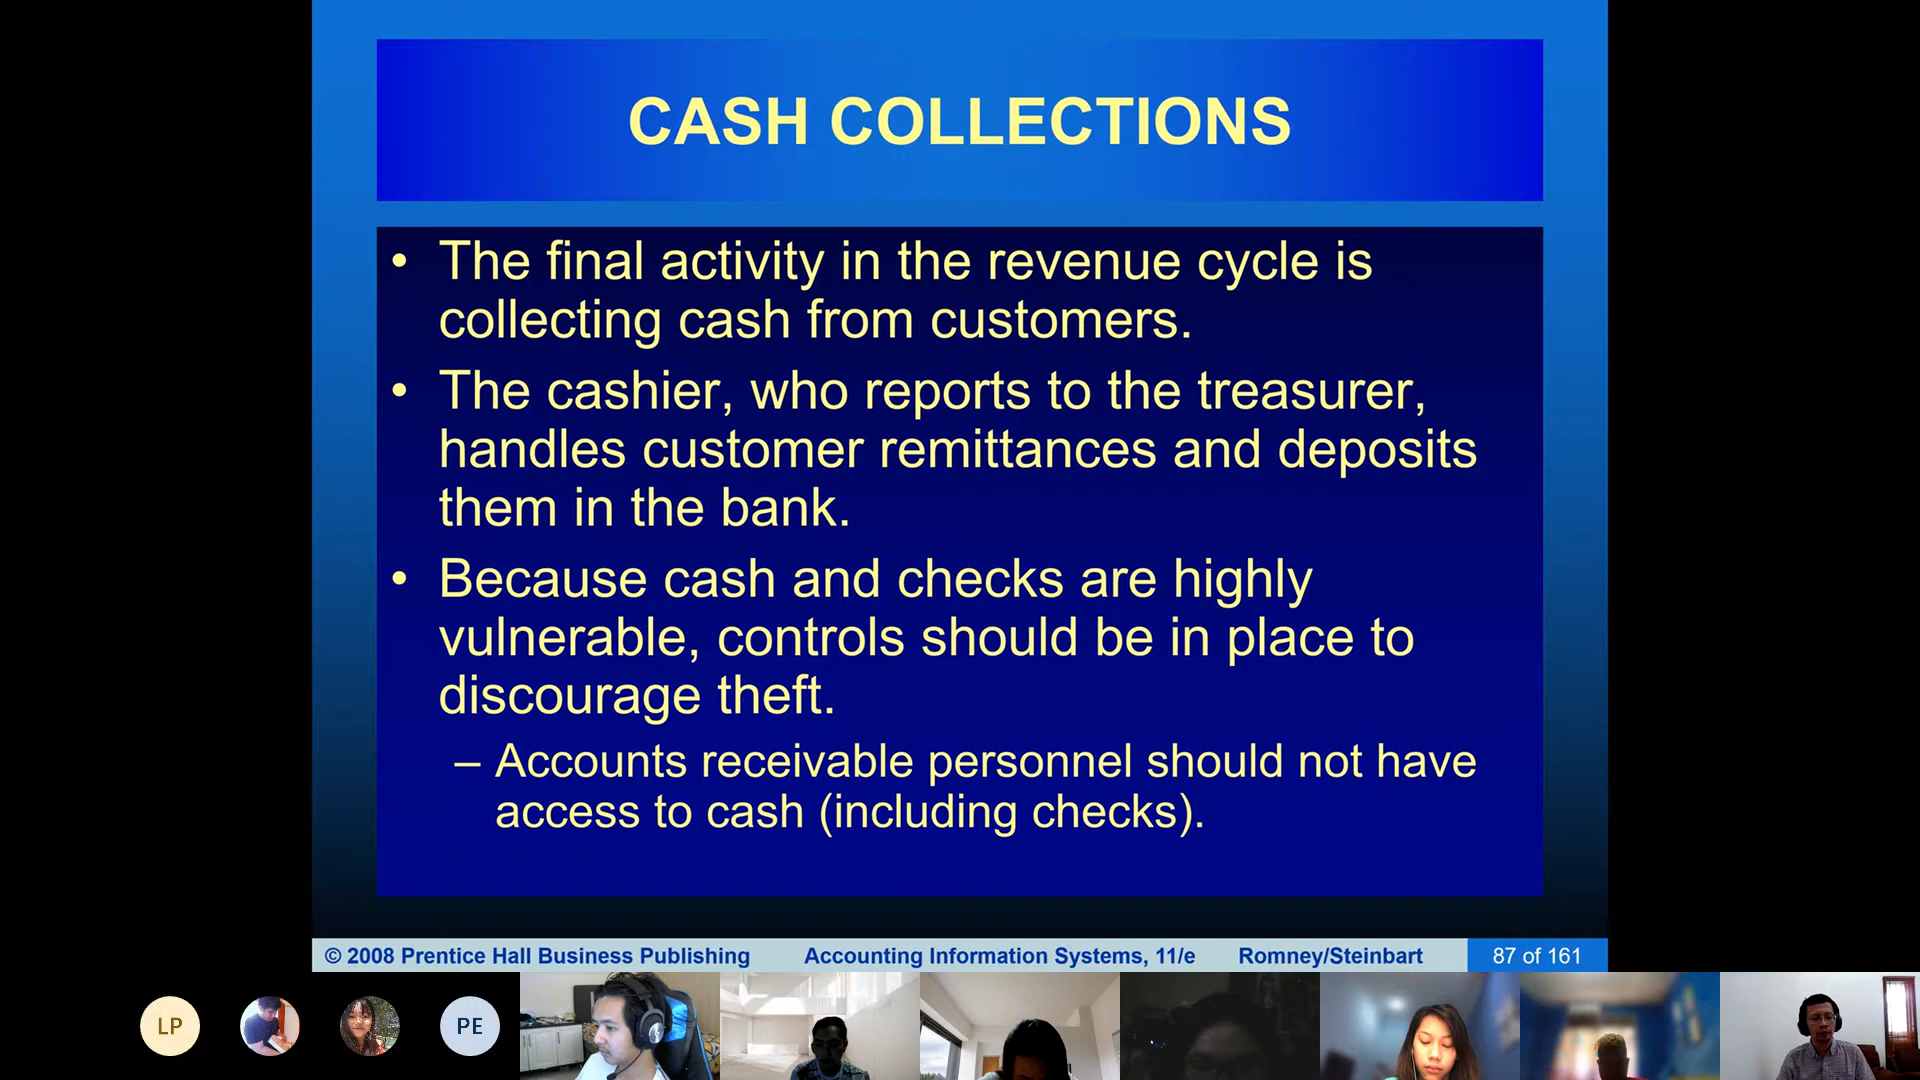 CASH COLLECTIONS
• The final activity in the revenue cycle is
collecting cash from customers.
• The cashier, who reports to the treasurer,
handles customer remittances and deposits
them in the bank.
• Because cash and checks are highly
vulnerable, controls should be in place to
discourage theft.
– Accounts receivable personnel should not have
access to cash (including checks).
© 2008 Prentice Hall Business Publishing Accounting Information Systems, 11/e Romney/Steinbart 87 of 161
LP PE